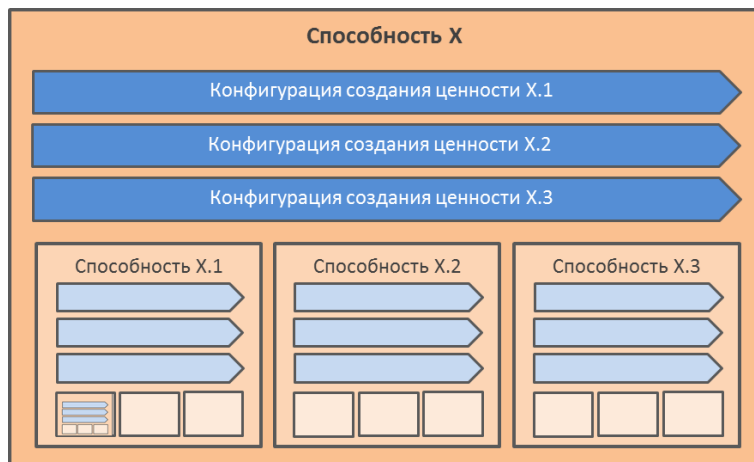 Способность X
Конфигурация создания ценности X.1
Конфигурация создания ценности X.2
Конфигурация создания ценности X.3
Способность X.1
Способность X.2
Способность X.3